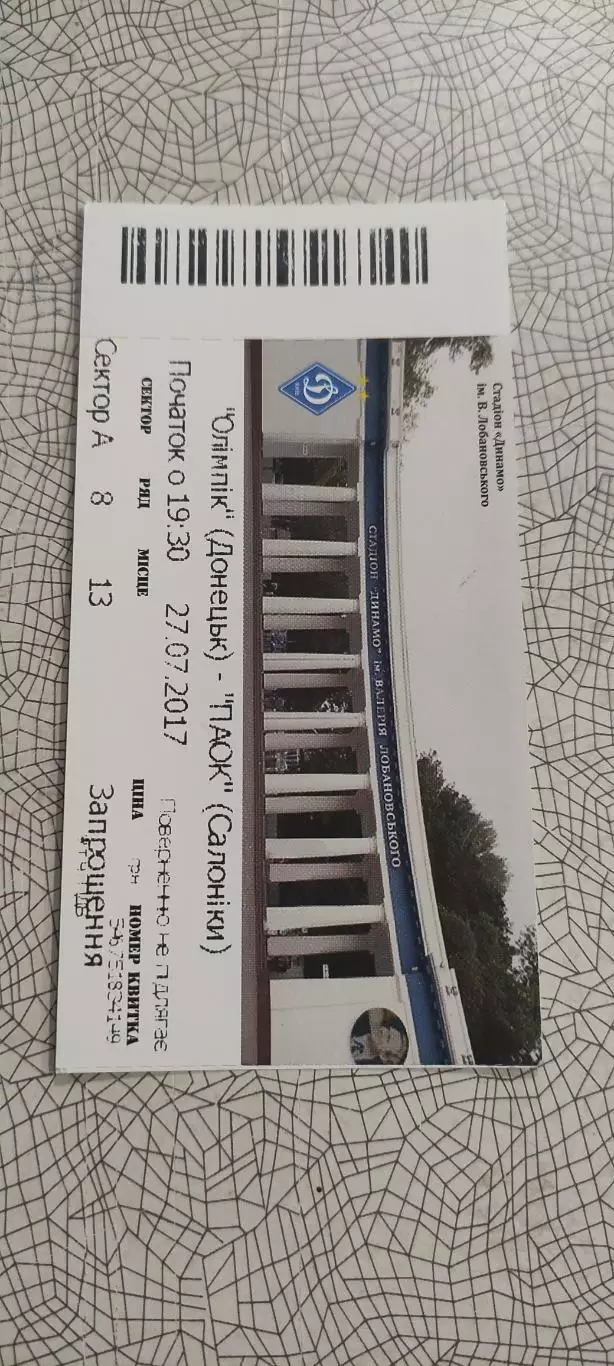 Стадіон «Динамо»
ім. В. Лобановського
СТАДІОН "ДИНАМО" ім. ВАЛЕРІЯ ЛОБАНОВСЬКОГО
"Олімпік" (Донецьк) - "ПАОК" (Салоніки)
Початок о 19:30 27.07.2017
Поверненню не підлягає
СЕКТОР РЯД МІСЦЕ ЦІНА грн НОМЕР КВИТКА
Сектор А 8 13 Запрошення